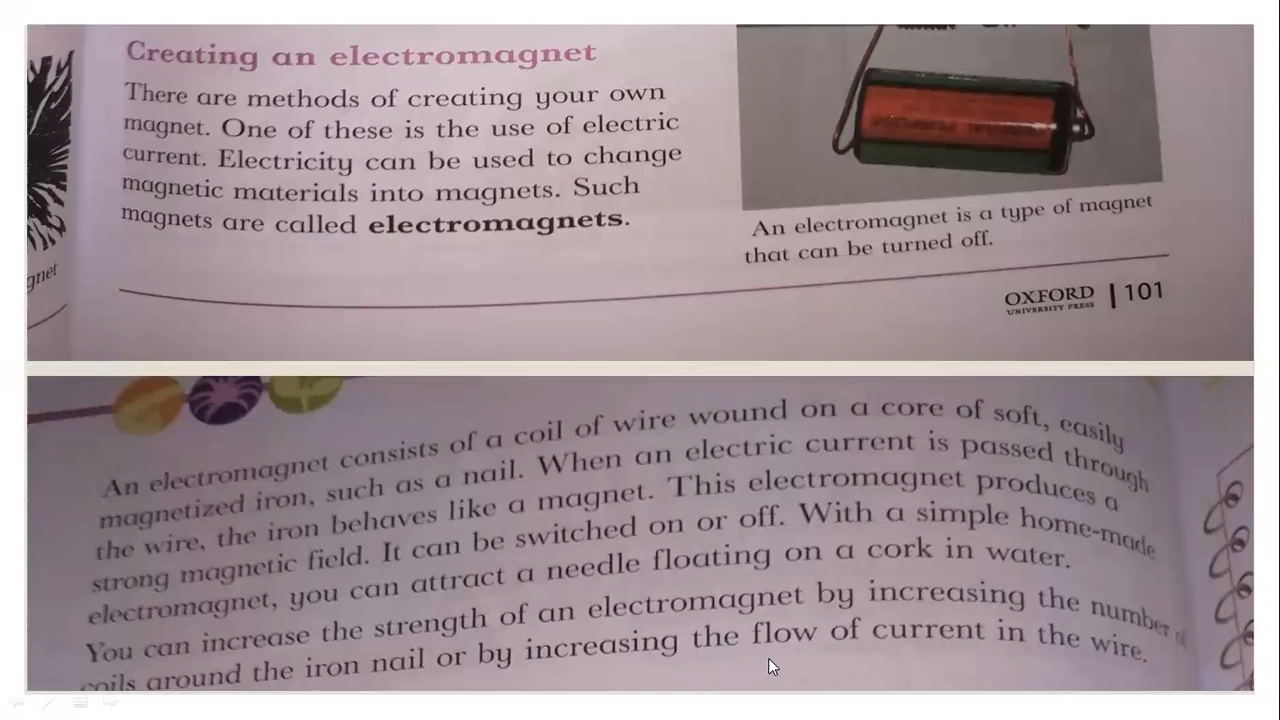 Creating an electromagnet
There are methods of creating your own
magnet. One of these is the use of electric
current. Electricity can be used to change
magnetic materials into magnets. Such
magnets are called electromagnets.
gnet
An electromagnet is a type of magnet
that can be turned off.
OXFORD
UNIVERSITY PRESS
101
An electromagnet consists of a coil of wire wound on a core of soft, easily
magnetized iron, such as a nail. When an electric current is passed through
the wire, the iron behaves like a magnet. This electromagnet produces a
strong magnetic field. It can be switched on or off. With a simple home-made
electromagnet, you can attract a needle floating on a cork in water.
You can increase the strength of an electromagnet by increasing the number of
coils around the iron nail or by increasing the flow of current in the wire.